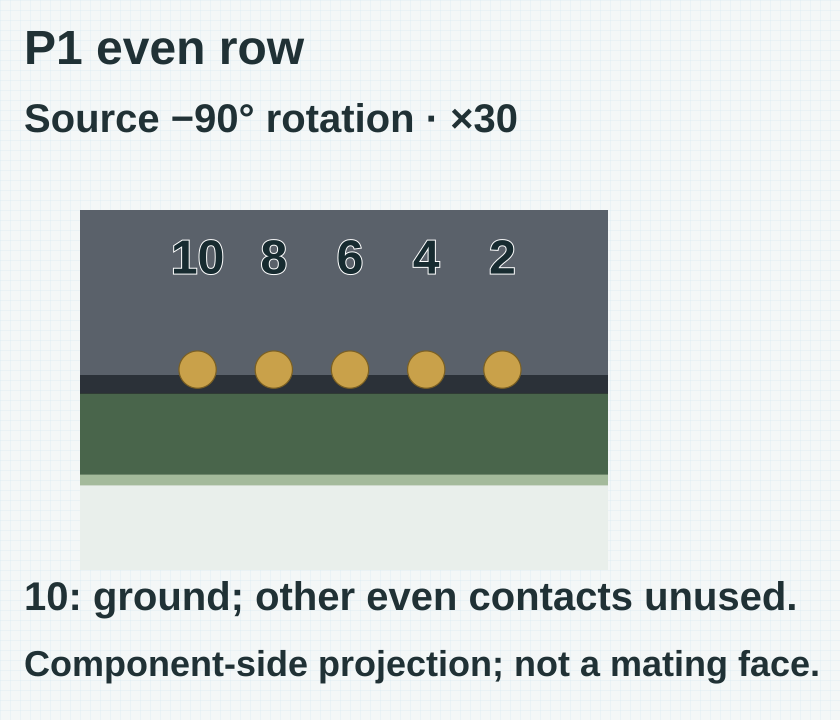 P1 even row
Source −90° rotation · ×30
10 8 6 4 2
10: ground; other even contacts unused.
Component-side projection; not a mating face.